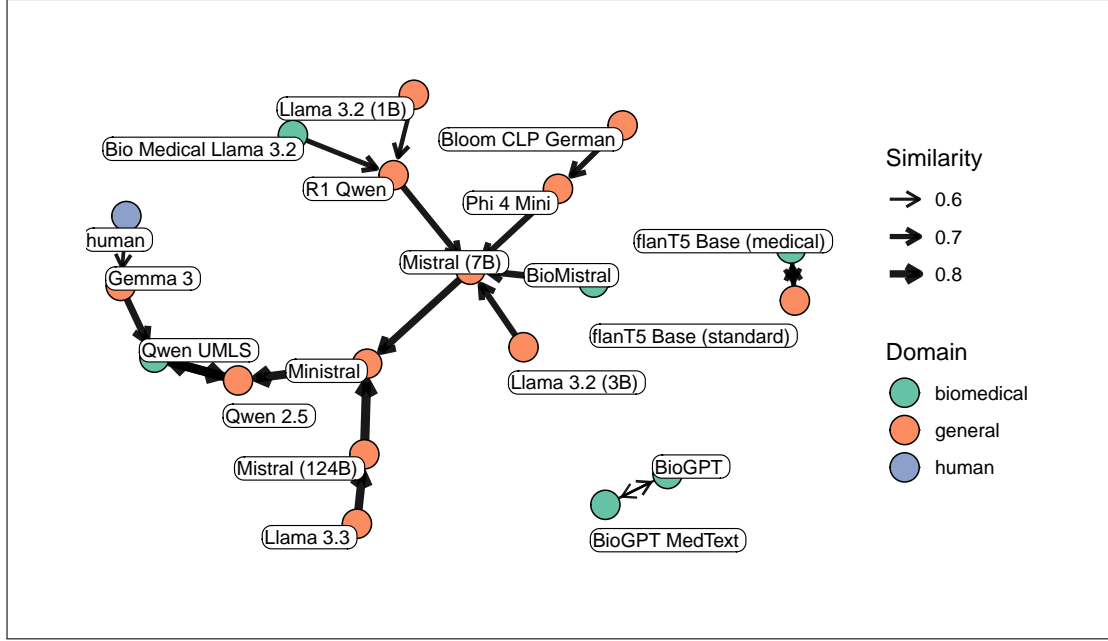 Llama 3.2 (1B)
Bio Medical Llama 3.2
Bloom CLP German
R1 Qwen
Phi 4 Mini
human
Gemma 3
Mistral (7B)
BioMistral
flanT5 Base (medical)
flanT5 Base (standard)
Qwen UMLS
Ministral
Llama 3.2 (3B)
Qwen 2.5
Mistral (124B)
Llama 3.3
BioGPT
BioGPT MedText
Similarity
0.6
0.7
0.8
Domain
biomedical
general
human